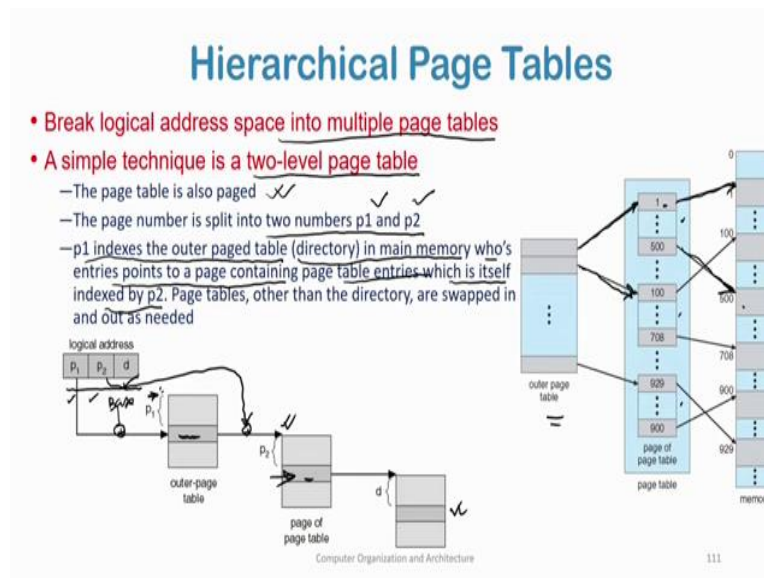 Hierarchical Page Tables
• Break logical address space into multiple page tables
• A simple technique is a two-level page table
–The page table is also paged
–The page number is split into two numbers p1 and p2
–p1 indexes the outer paged table (directory) in main memory who's
entries points to a page containing page table entries which is itself
indexed by p2. Page tables, other than the directory, are swapped in
and out as needed
logical address
p1 p2 d
Base
p1
outer-page
table
p2
page of
page table
d
outer page
table
1
500
100
708
929
900
page of
page table
page table
0
100
500
708
900
929
memo
Computer Organization and Architecture
111